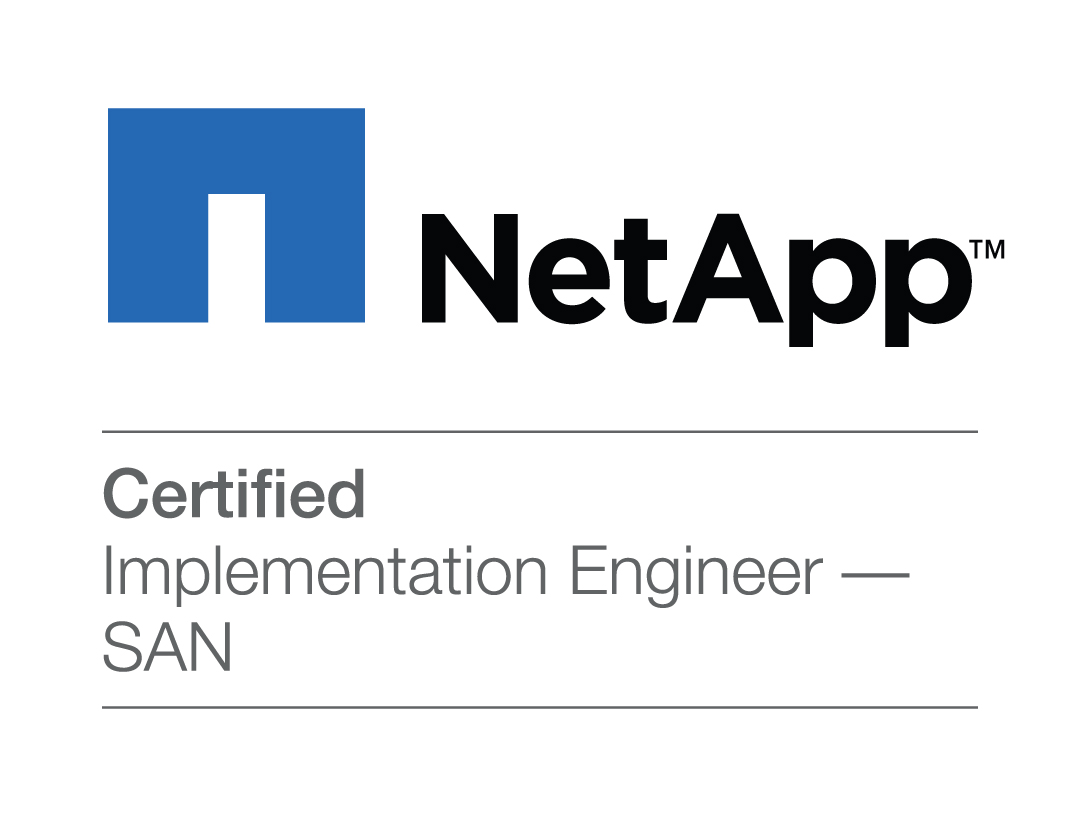 NetApp™
Certified
Implementation Engineer —
SAN